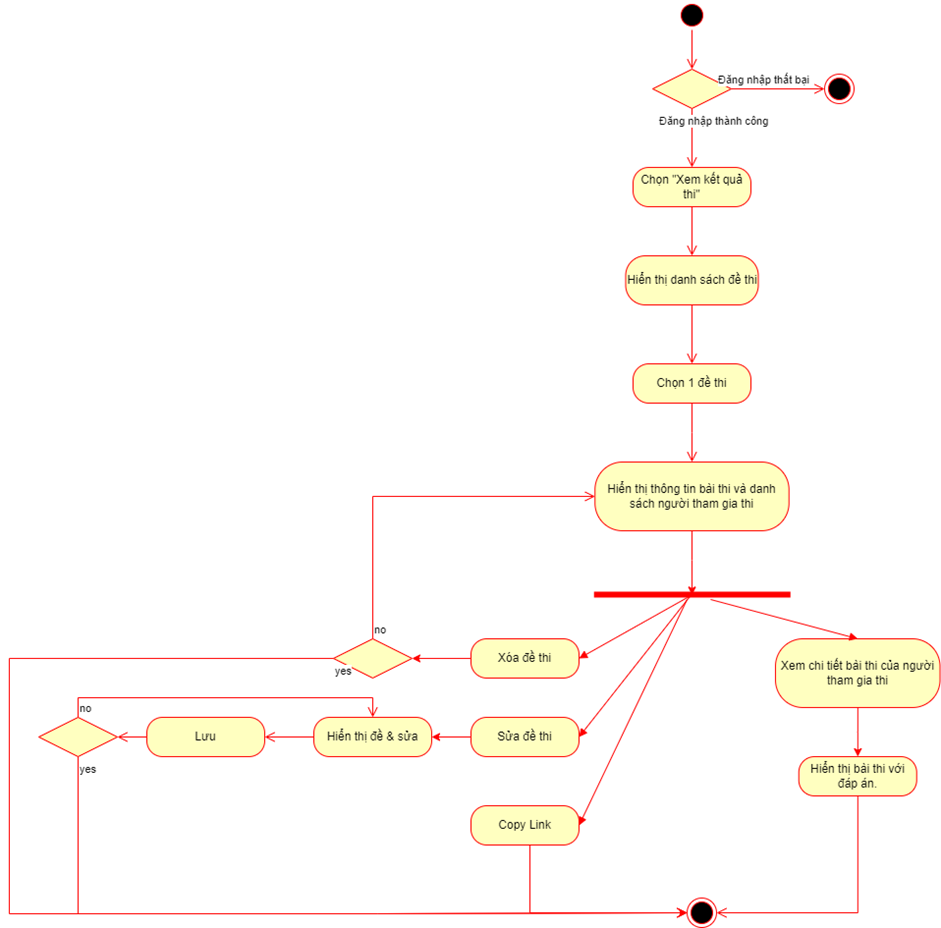 Đăng nhập thất bại
Đăng nhập thành công
Chọn "Xem kết quả
thi"
Hiển thị danh sách đề thi
Chọn 1 đề thi
Hiển thị thông tin bài thi và danh
sách người tham gia thi
no
Xóa đề thi
yes
Xem chi tiết bài thi của người
tham gia thi
no
Lưu
Hiển thị đề & sửa
Sửa đề thi
yes
Hiển thị bài thi với
đáp án.
Copy Link